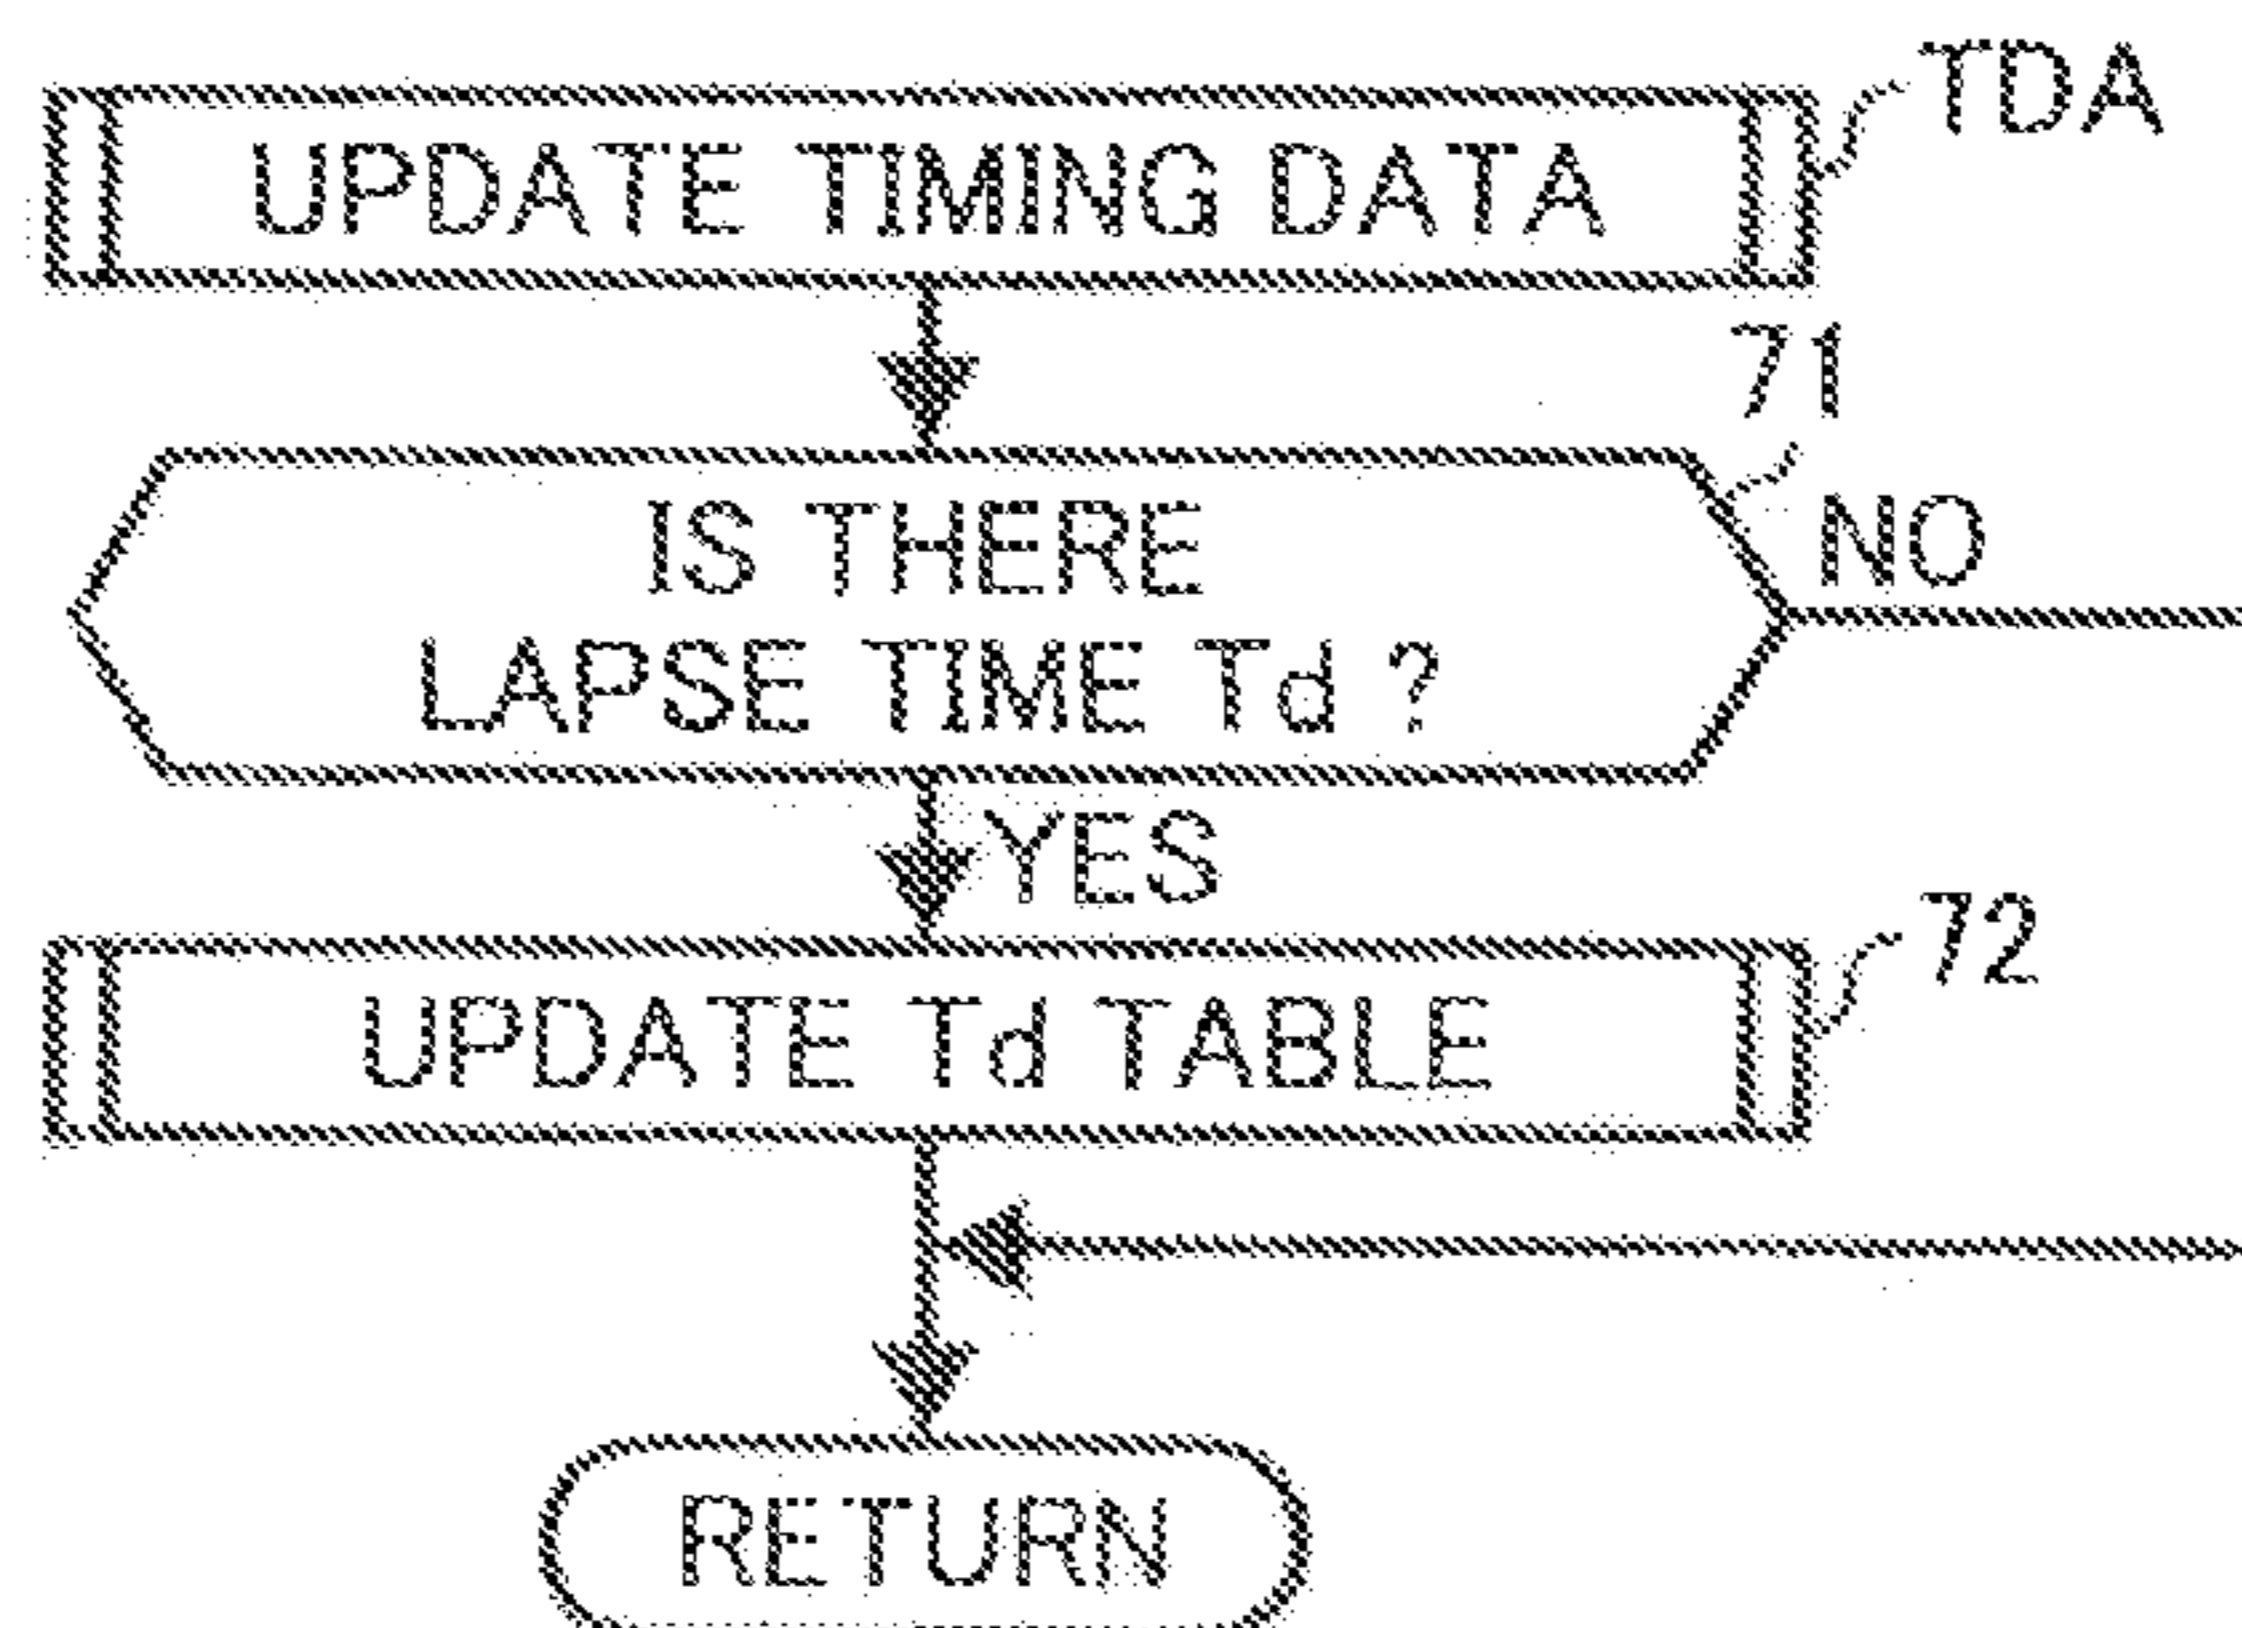 TDA
UPDATE TIMING DATA
71
IS THERE
NO
LAPSE TIME Td ?
YES
72
UPDATE Td TABLE
RETURN